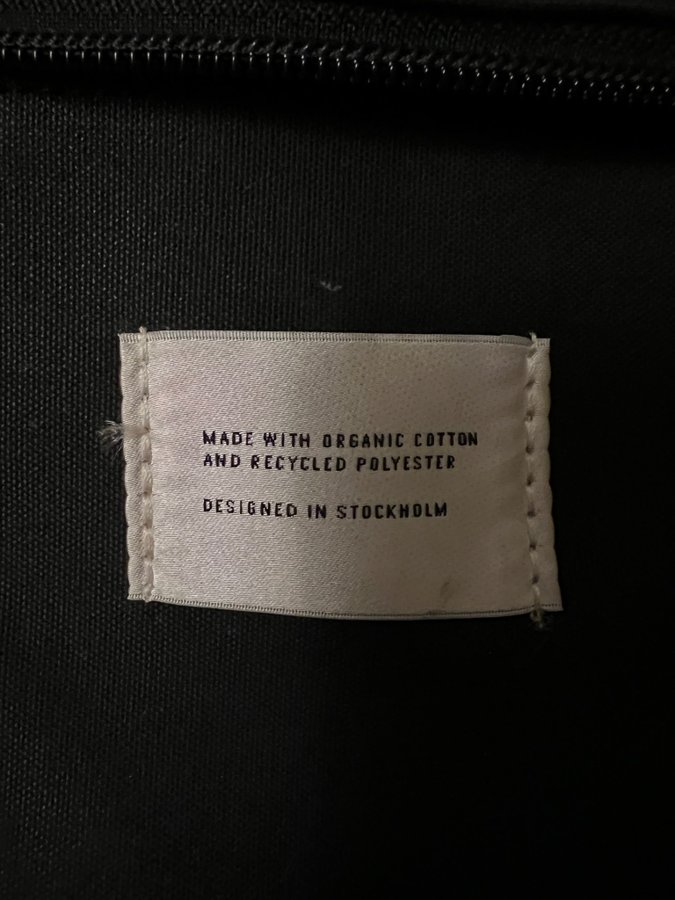 MADE WITH ORGANIC COTTON
AND RECYCLED POLYESTER
DESIGNED IN STOCKHOLM